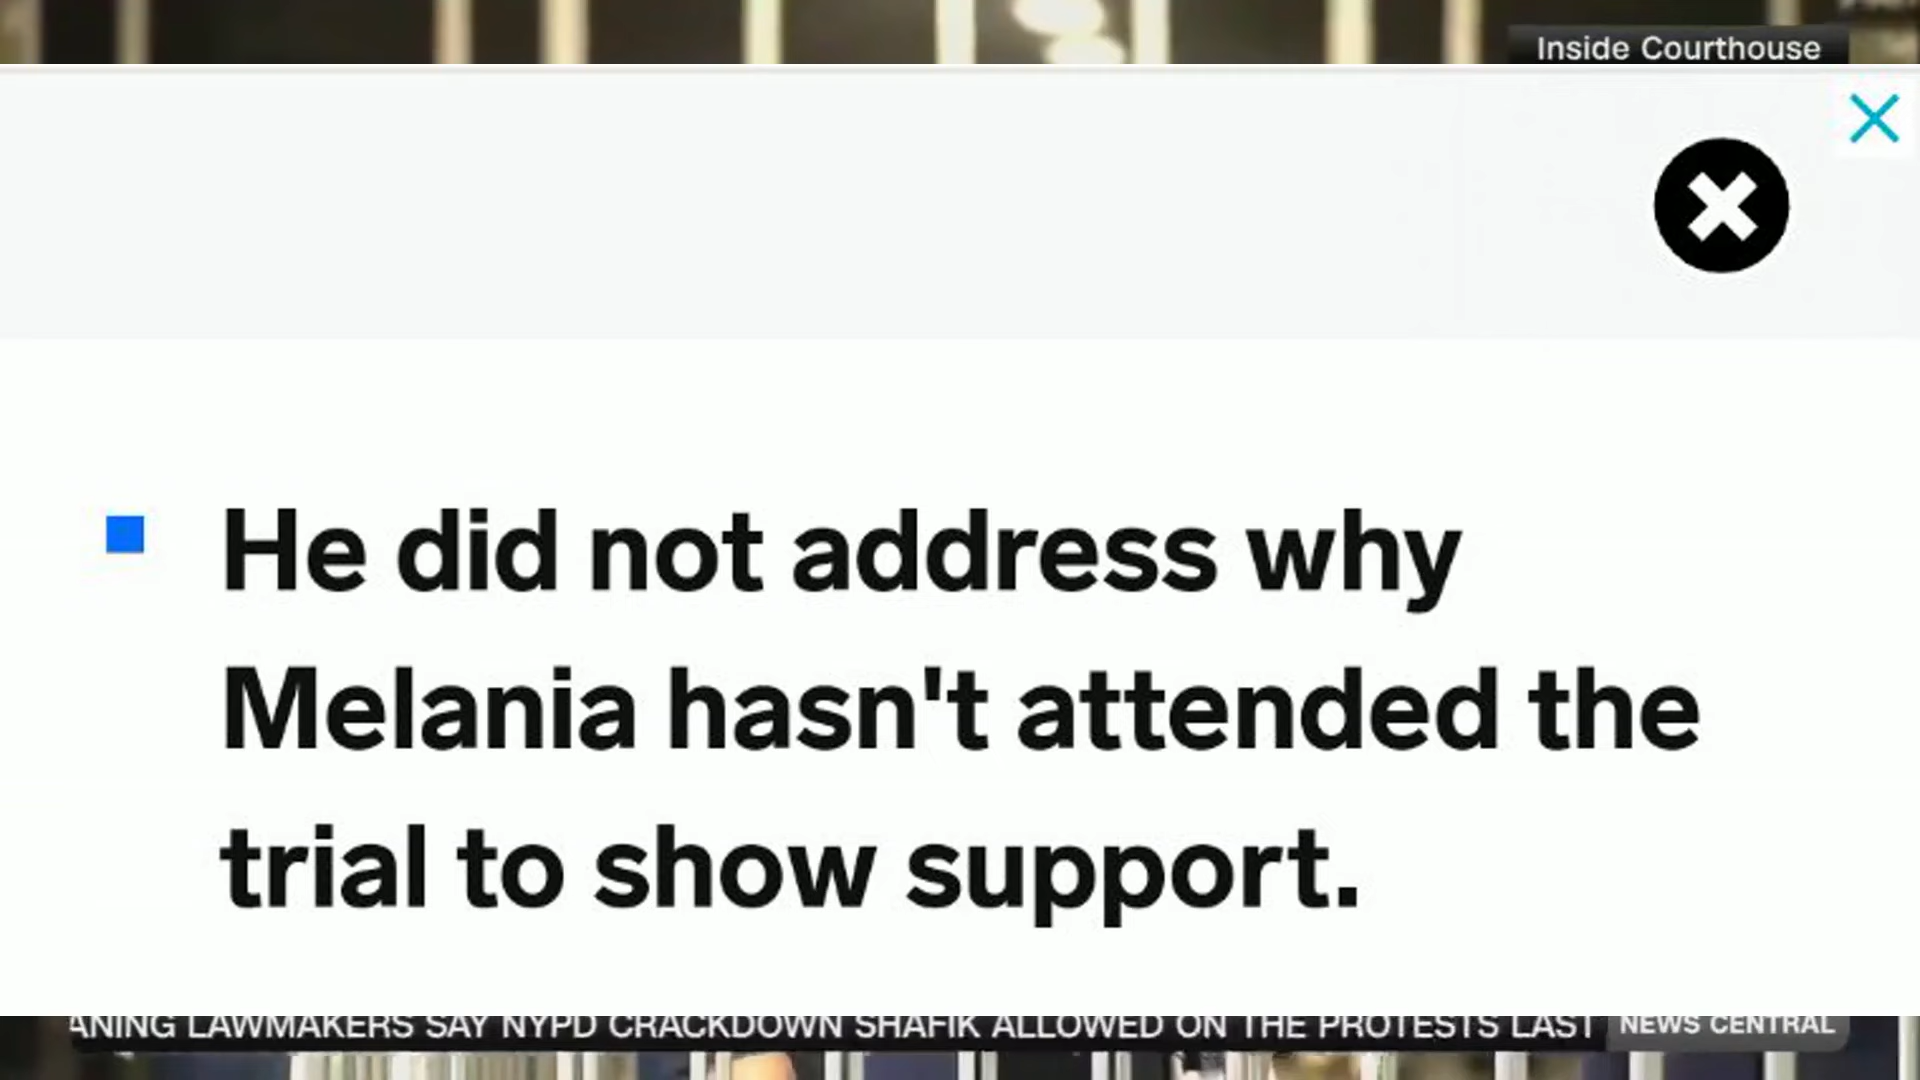 Inside Courthouse
He did not address why
Melania hasn't attended the
trial to show support.
ANING LAWMAKERS SAY NYPD CRACKDOWN SHAFIK ALLOWED ON THE PROTESTS LAST NEWS CENTRAL